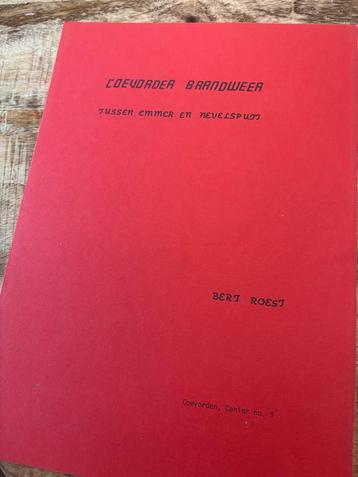 COEVORDER BRANDWEER
TUSSEN EMMER EN NEVELSPUIT
BERT ROEST
Coevorden, Cahier no. 3